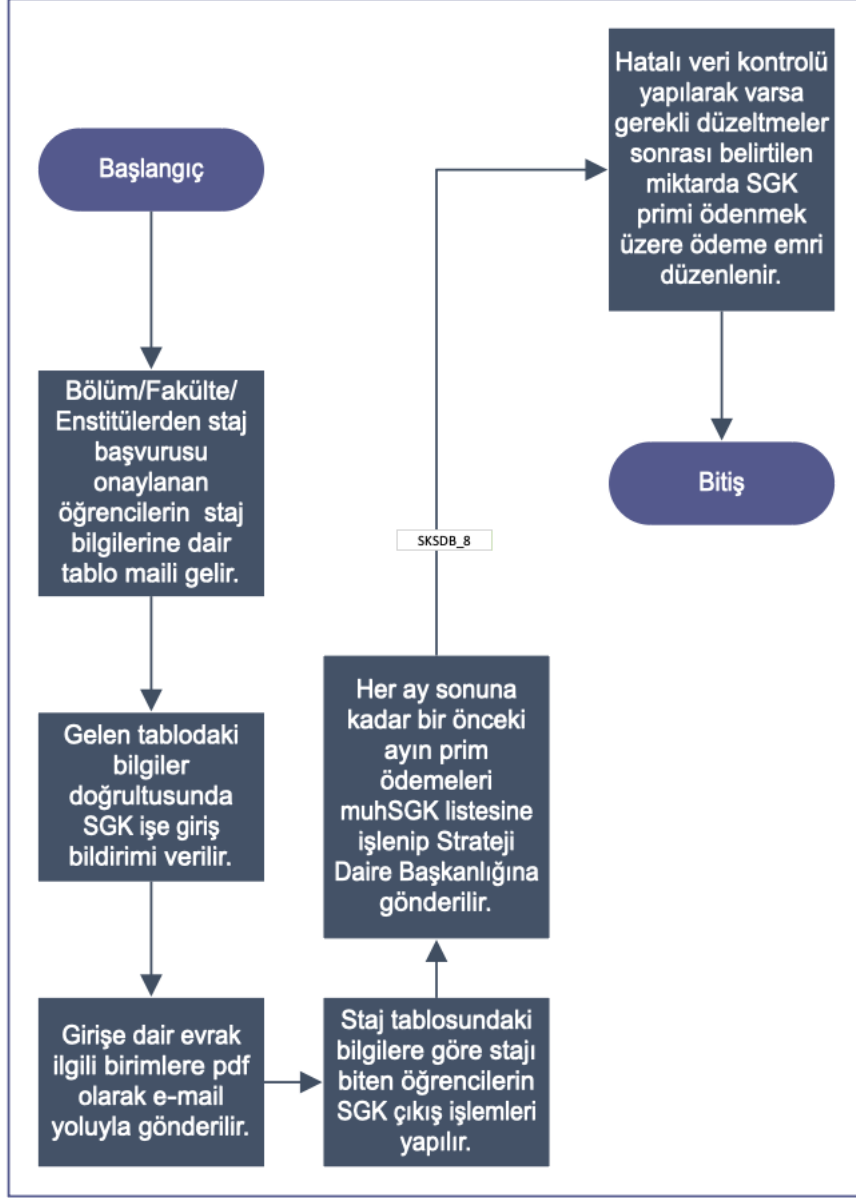 Başlangıç
Bölüm/Fakülte/
Enstitülerden staj
başvurusu
onaylanan
öğrencilerin  staj
bilgilerine dair
tablo maili gelir.
Gelen tablodaki
bilgiler
doğrultusunda
SGK işe giriş
bildirimi verilir.
Girişe dair evrak
ilgili birimlere pdf
olarak e-mail
yoluyla gönderilir.
Staj tablosundaki
bilgilere göre stajı
biten öğrencilerin
SGK çıkış işlemleri
yapılır.
Her ay sonuna
kadar bir önceki
ayın prim
ödemeleri
muhSGK listesine
işlenip Strateji
Daire Başkanlığına
gönderilir.
SKSDB_8
Hatalı veri kontrolü
yapılarak varsa
gerekli düzeltmeler
sonrası belirtilen
miktarda SGK
primi ödenmek
üzere ödeme emri
düzenlenir.
Bitiş